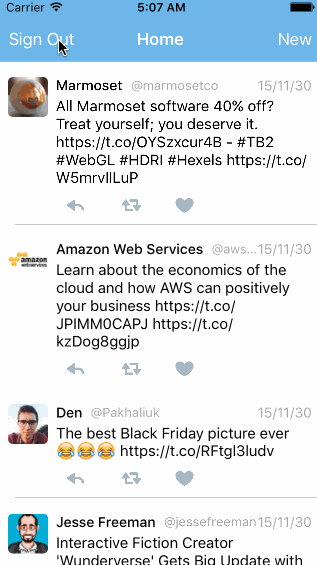 Carrier 5:07 AM
Sign Out Home New
Marmoset @marmosetco 15/11/30
All Marmoset software 40% off?
Treat yourself; you deserve it.
https://t.co/OYSzxcur4B - #TB2
#WebGL #HDRI #Hexels https://t.co/
W5mrvIlLuP
amazon
webservices
Amazon Web Services @aws... 15/11/30
Learn about the economics of the
cloud and how AWS can positively
your business https://t.co/
JPlMM0CAPJ https://t.co/
kzDog8ggjp
Den @Pakhaliuk 15/11/30
The best Black Friday picture ever
😂😂😂 https://t.co/RFtgl3ludv
Jesse Freeman @jessefreeman 15/11/30
Interactive Fiction Creator
'Wunderverse' Gets Big Update with